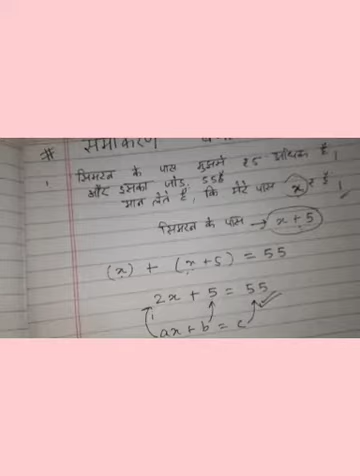 # समीकरण
1. सिमरन के पास मुझसे ₹5 अधिक है।
और इसका जोड़ 55 है
मान लेते हैं, कि मेरे पास x ₹ है।
सिमरन के पास → x + 5
(x) + (x+5) = 55
2x + 5 = 55
(ax + b = c